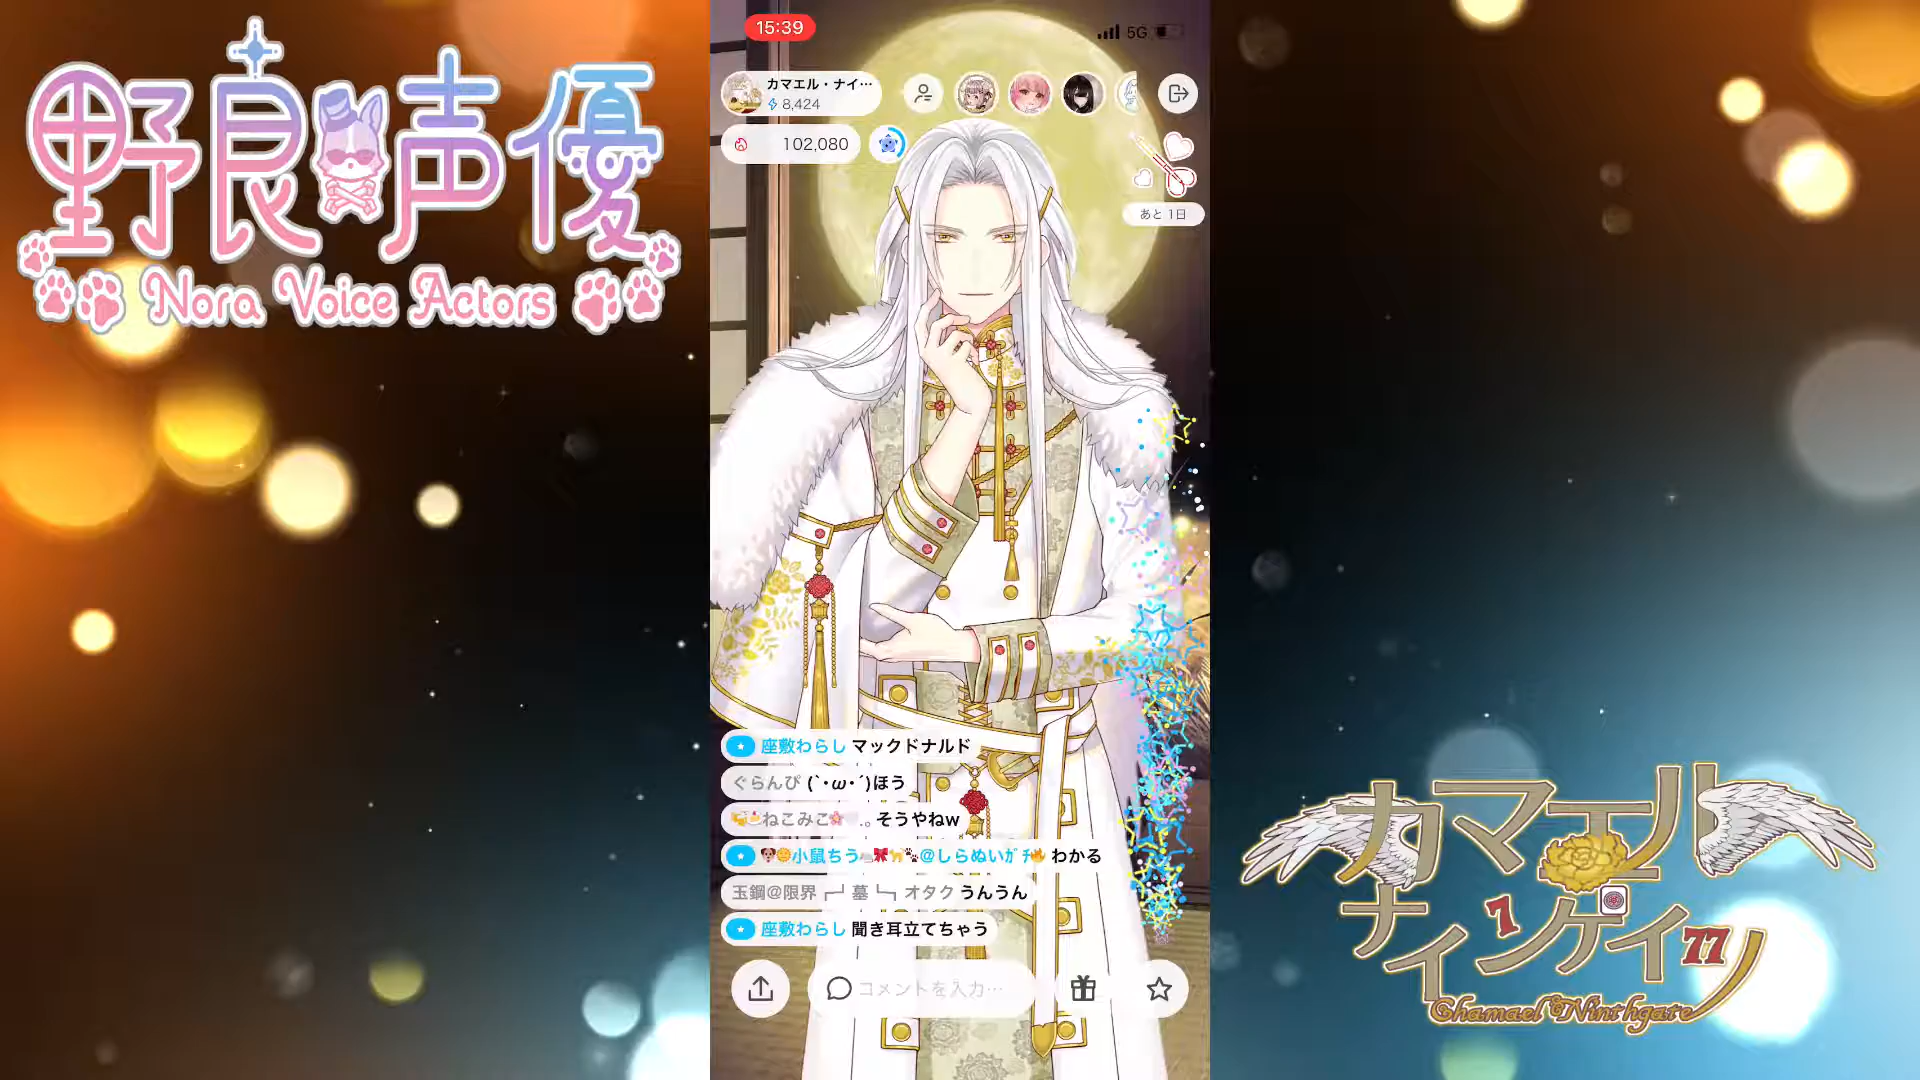 野良声優
Nora Voice Actors
15:39
5G
カマエル・ナイ…
8,424
102,080
あと 1日
座敷わらし マックドナルド
ぐらんぴ (`･ω･´)ほう
ねこみこ .。そうやねw
小鼠ちう @しらぬいｶﾞﾁ わかる
玉鋼@限界 ┌┘墓└┐オタク うんうん
座敷わらし 聞き耳立てちゃう
コメントを入力…
カマエル
ナインゲイツ
7 77
Chamael Ninthgate